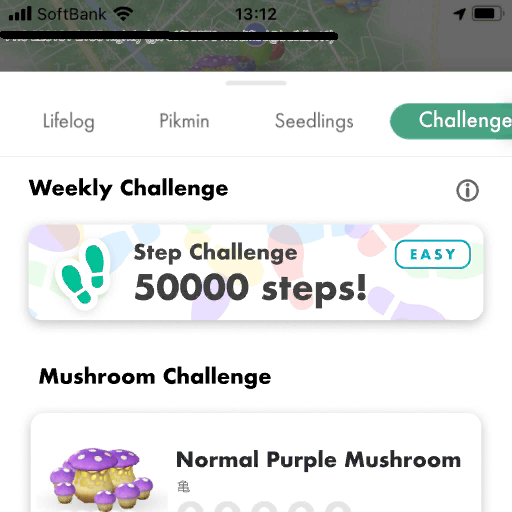 SoftBank 13:12
Lifelog Pikmin Seedlings Challenge
Weekly Challenge
Step Challenge
EASY
50000 steps!
Mushroom Challenge
Normal Purple Mushroom
亀